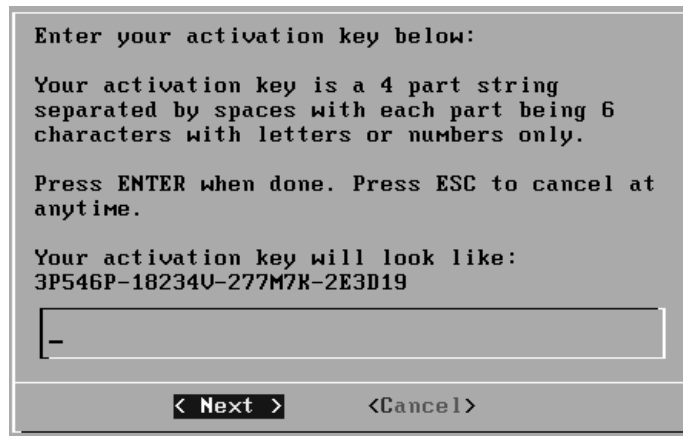 Enter your activation key below:
Your activation key is a 4 part string
separated by spaces with each part being 6
characters with letters or numbers only.
Press ENTER when done. Press ESC to cancel at
anytime.
Your activation key will look like:
3P546P-18234V-277M7K-2E3D19
_
< Next > <Cancel>